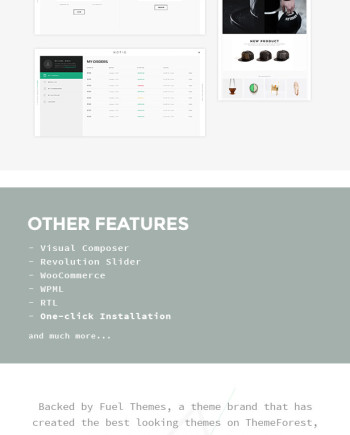 MY ORDERS
NEW PRODUCT
OTHER FEATURES
- Visual Composer
- Revolution Slider
- WooCommerce
- WPML
- RTL
- One-click Installation
and much more...
Backed by Fuel Themes, a theme brand that has
created the best looking themes on ThemeForest,